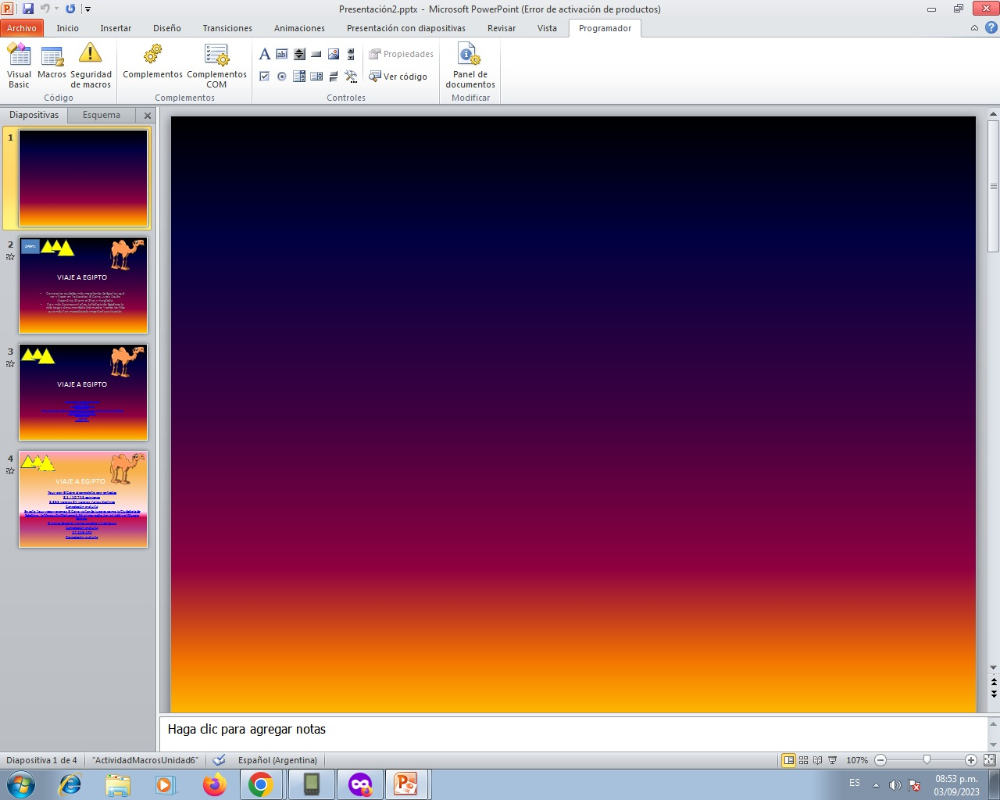 Presentación2.pptx - Microsoft PowerPoint (Error de activación de productos)
Archivo Inicio Insertar Diseño Transiciones Animaciones Presentación con diapositivas Revisar Vista Programador
Visual Basic
Macros
Seguridad de macros
Código
Complementos
Complementos COM
Complementos
Propiedades
Ver código
Controles
Panel de documentos
Modificar
Diapositivas Esquema
1
2
VIAJE A EGIPTO
3
VIAJE A EGIPTO
4
VIAJE A EGIPTO
Haga clic para agregar notas
Diapositiva 1 de 4 "ActividadMacrosUnidad6" Español (Argentina) 107%
ES 08:53 p.m.
03/09/2023